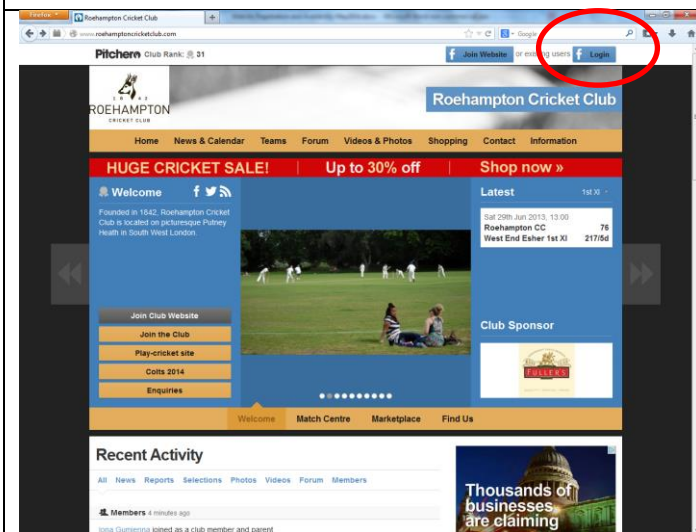 Firefox
Roehampton Cricket Club
www.roehamptoncricketclub.com
Google
Pitchero Club Rank: 31
Join Website or existing users Login
ROEHAMPTON
CRICKET CLUB
Roehampton Cricket Club
Home News & Calendar Teams Forum Videos & Photos Shopping Contact Information
HUGE CRICKET SALE! Up to 30% off Shop now »
Welcome
Founded in 1842, Roehampton Cricket
Club is located on picturesque Putney
Heath in South West London.
Join Club Website
Join the Club
Play-cricket site
Colts 2014
Enquiries
Latest 1st XI
Sat 29th Jun 2013, 13:00
Roehampton CC 76
West End Esher 1st XI 217/5d
Club Sponsor
FULLERS
Welcome Match Centre Marketplace Find Us
Recent Activity
All News Reports Selections Photos Videos Forum Members
Members 4 minutes ago
Iona Gumienna joined as a club member and parent
Thousands of
businesses
are claiming